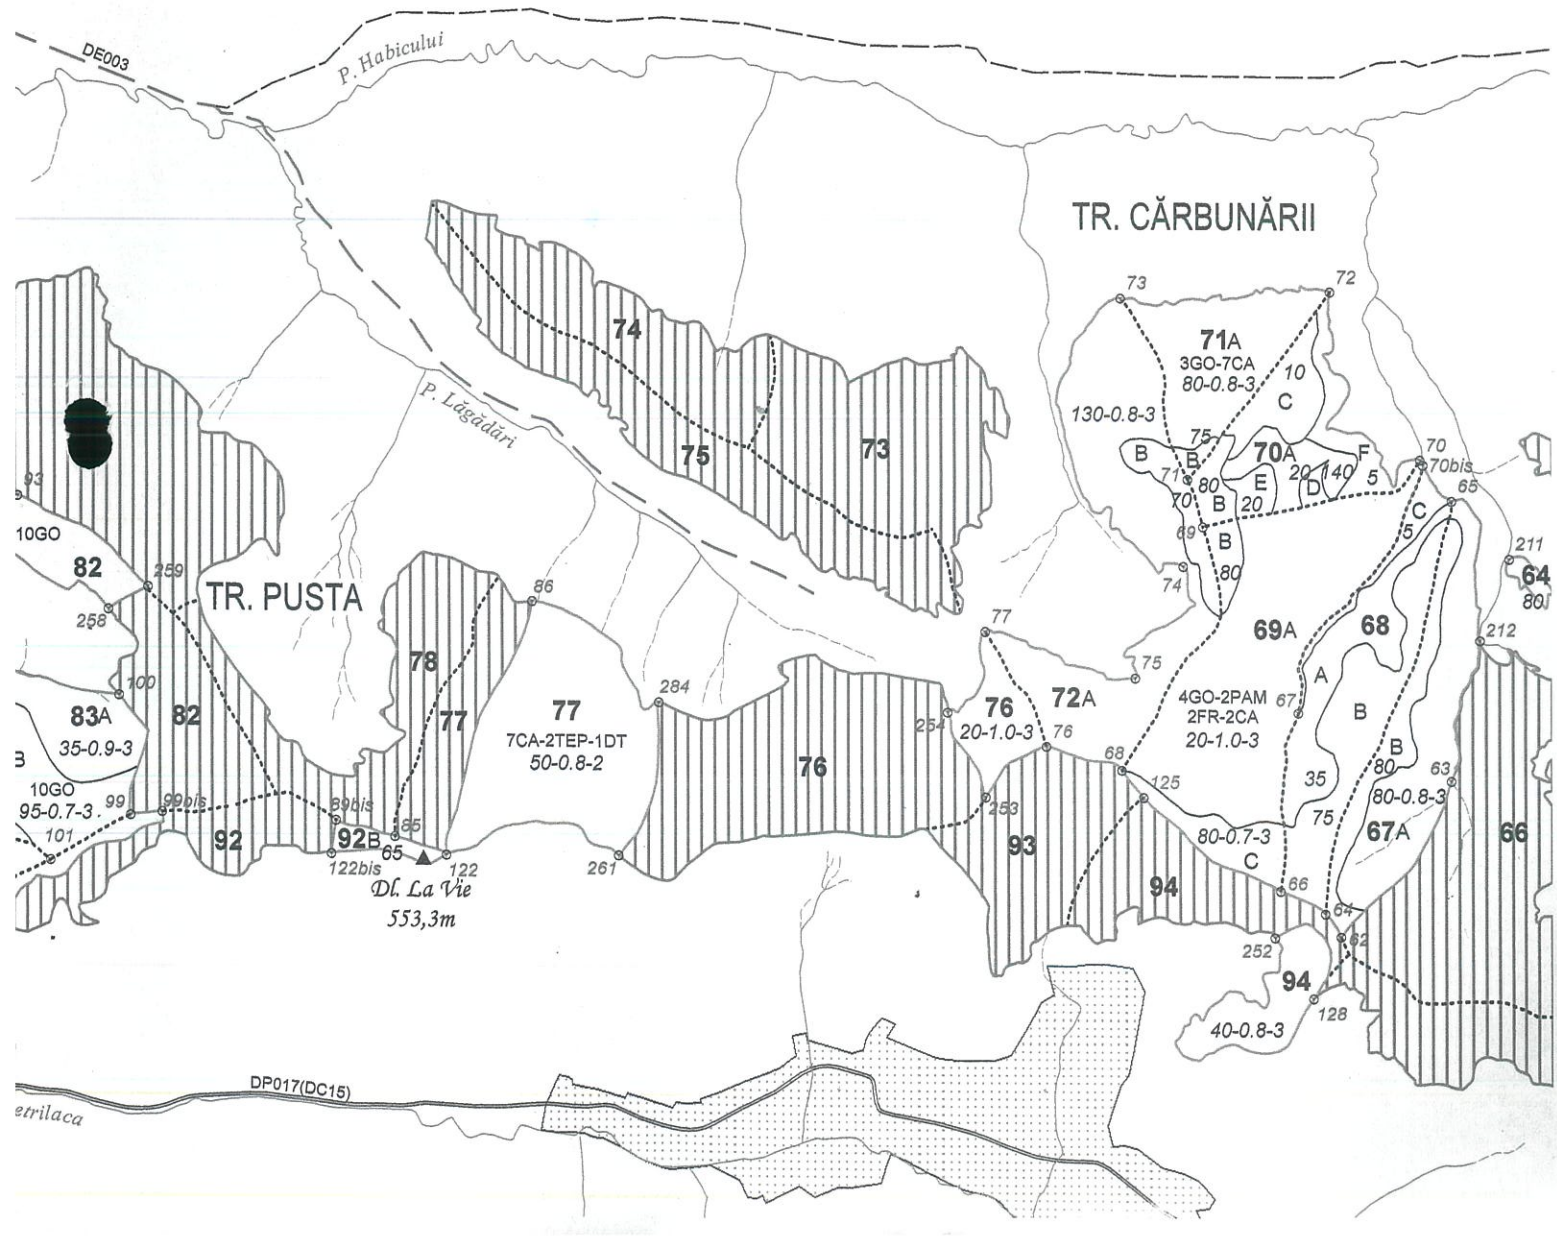 DE003
P. Habicului
TR. CĂRBUNĂRII
73
72
74
71A
3GO-7CA
80-0.8-3
10
C
130-0.8-3
P. Lăgădări
75
73
75
B
B
70A
F
70
70bis
71
80
E
20
D
140
5
65
93
70
B
20
C
69
B
5
10GO
82
259
TR. PUSTA
86
74
80
211
64
80
258
77
69A
68
212
78
75
100
284
72A
A
83A
82
77
77
254
76
4GO-2PAM
67
B
35-0.9-3
7CA-2TEP-1DT
20-1.0-3
2FR-2CA
B
50-0.8-2
76
20-1.0-3
B
76
68
80
10GO
125
35
63
95-0.7-3
99
99bis
89bis
253
80-0.8-3
101
92
92B
85
93
80-0.7-3
75
67A
66
65
122bis
122
261
C
Dl. La Vie
94
66
553,3m
64
252
62
94
128
40-0.8-3
DP017(DC15)
etrilaca